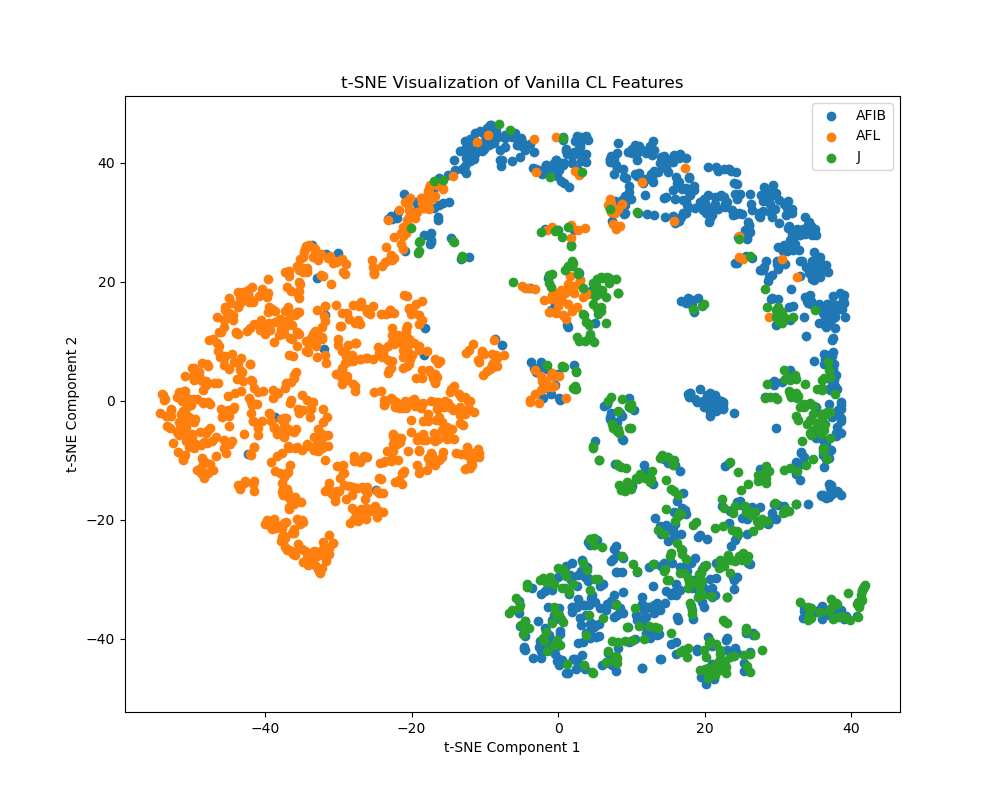 t-SNE Visualization of Vanilla CL Features
AFIB
AFL
J
40
20
0
−20
−40
t-SNE Component 2
−40
−20
0
20
40
t-SNE Component 1